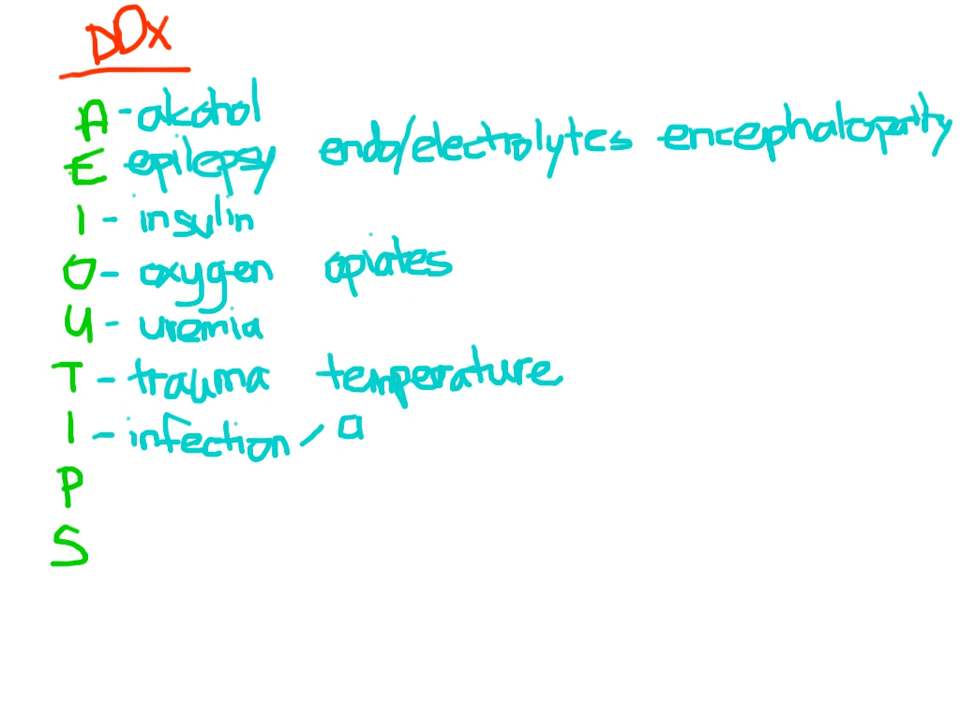 DDx
A - alcohol
E epilepsy endo/electrolytes encephalopathy
I - insulin
O - oxygen opiates
U - uremia
T - trauma temperature
I - infection /
P
S